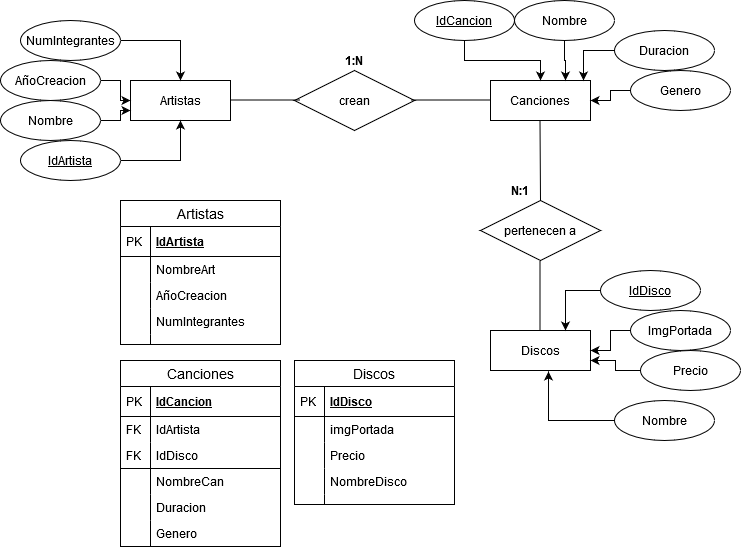 NumIntegrantes
AñoCreacion
Nombre
IdArtista
Artistas
1:N
crean
IdCancion
Nombre
Duracion
Genero
Canciones
N:1
pertenecen a
IdDisco
ImgPortada
Precio
Nombre
Discos
Artistas
PK IdArtista
NombreArt
AñoCreacion
NumIntegrantes
Canciones
PK IdCancion
FK IdArtista
FK IdDisco
NombreCan
Duracion
Genero
Discos
PK IdDisco
imgPortada
Precio
NombreDisco